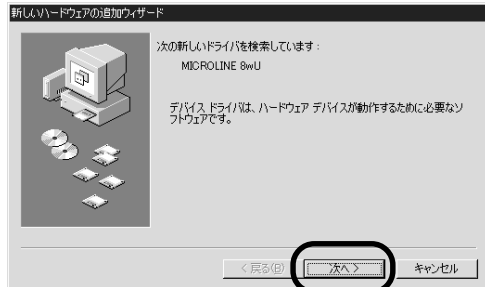 新しいハードウェアの追加ウィザード
次の新しいドライバを検索しています：
MICROLINE 8wU
デバイス ドライバは、ハードウェア デバイスが動作するために必要なソ
フトウェアです。
< 戻る(B)
次へ >
キャンセル